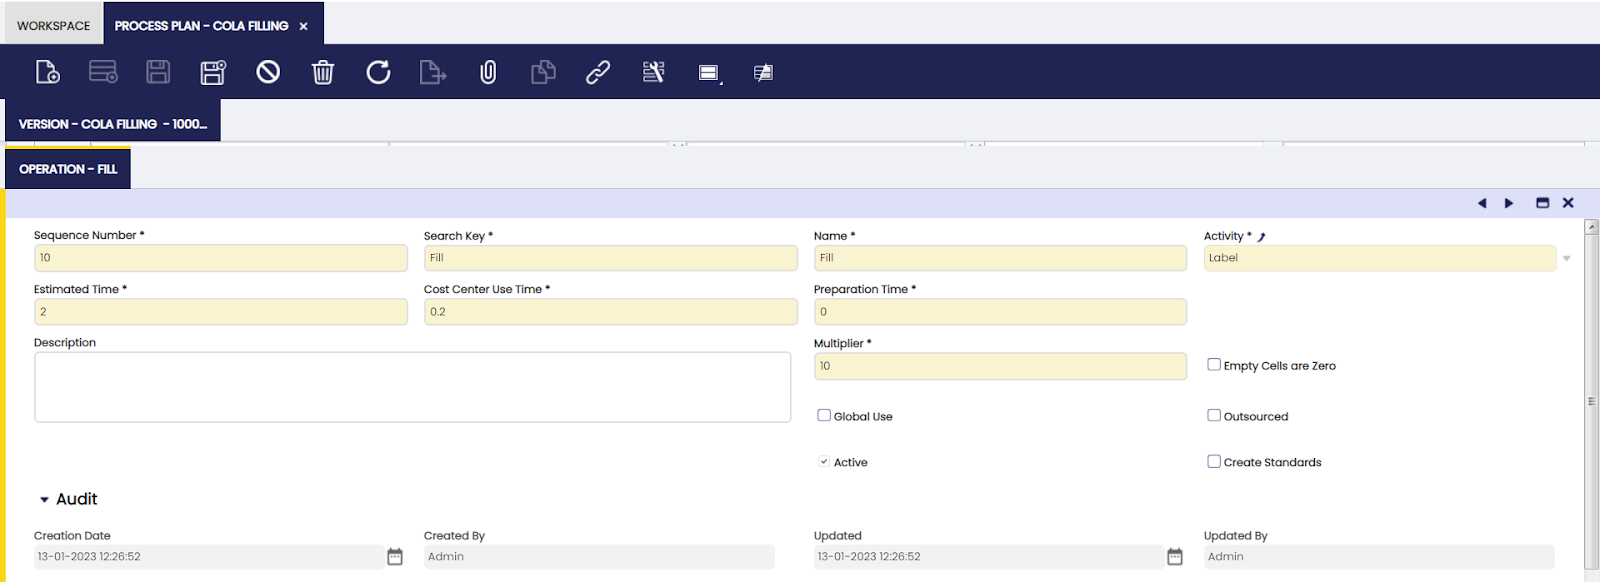 WORKSPACE PROCESS PLAN - COLA FILLING ×
VERSION - COLA FILLING - 1000...
OPERATION - FILL
Sequence Number * Search Key * Name * Activity *
10 Fill Fill Label
Estimated Time * Cost Center Use Time * Preparation Time *
2 0.2 0
Description Multiplier *
10 Empty Cells are Zero
Global Use Outsourced
Active Create Standards
Audit
Creation Date Created By Updated Updated By
13-01-2023 12:26:52 Admin 13-01-2023 12:26:52 Admin